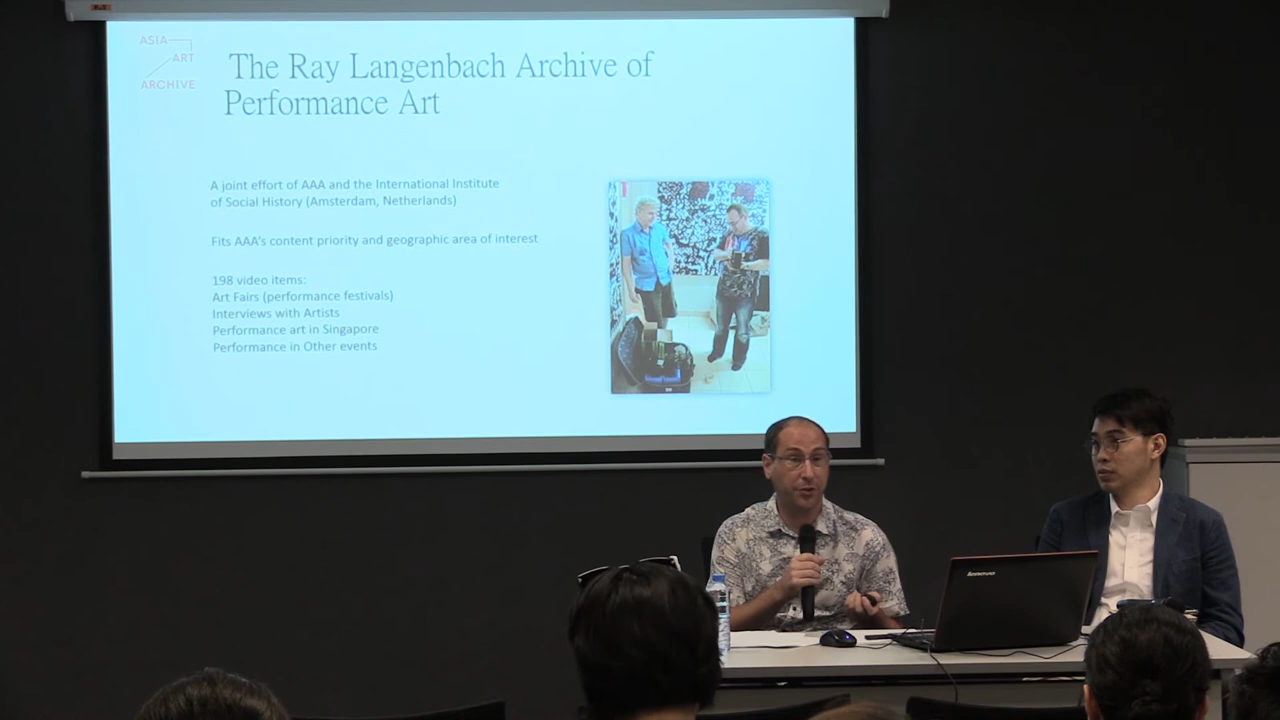 ASIA
ART
ARCHIVE
The Ray Langenbach Archive of
Performance Art
A joint effort of AAA and the International Institute
of Social History (Amsterdam, Netherlands)
Fits AAA's content priority and geographic area of interest
198 video items:
Art Fairs (performance festivals)
Interviews with Artists
Performance art in Singapore
Performance in Other events
lenovo